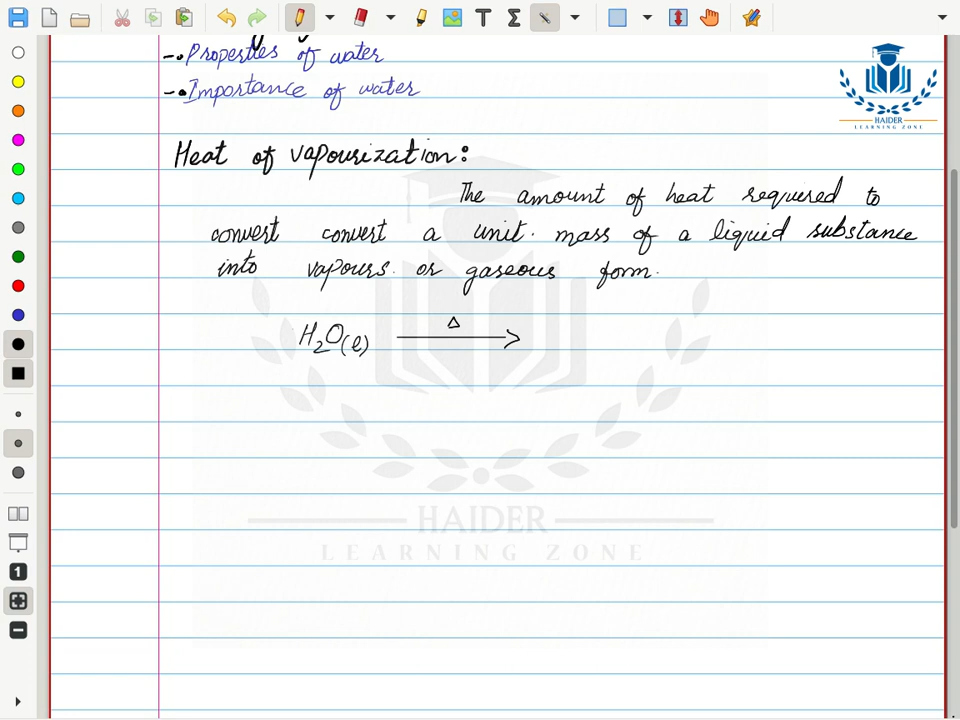 -• Properties of water
-• Importance of water
HAIDER
LEARNING ZONE
Heat of vapourization:
The amount of heat required to
convert convert a unit. mass of a liquid substance
into vapours. or gaseous form.
H₂O(l) —Δ→
HAIDER
LEARNING ZONE